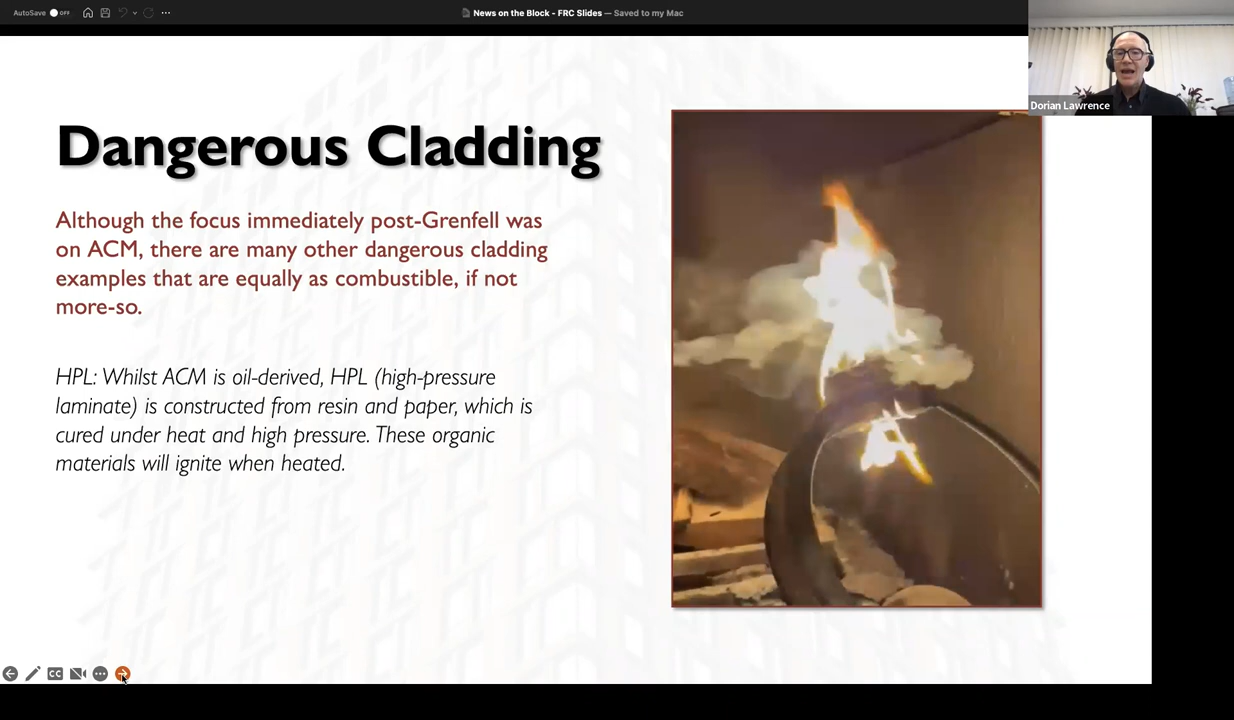 AutoSave OFF
News on the Block - FRC Slides — Saved to my Mac
Dorian Lawrence
Dangerous Cladding
Although the focus immediately post-Grenfell was
on ACM, there are many other dangerous cladding
examples that are equally as combustible, if not
more-so.
HPL: Whilst ACM is oil-derived, HPL (high-pressure
laminate) is constructed from resin and paper, which is
cured under heat and high pressure. These organic
materials will ignite when heated.
CC